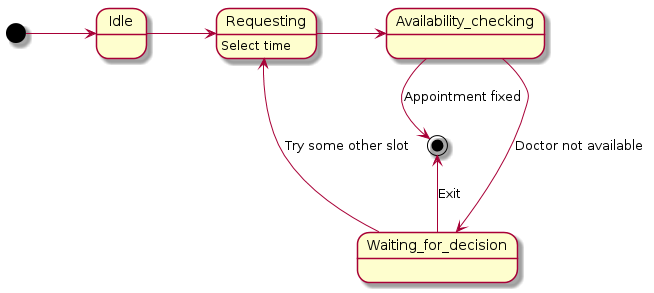 Idle
Requesting
Select time
Availability_checking
Appointment fixed
Try some other slot
Doctor not available
Exit
Waiting_for_decision